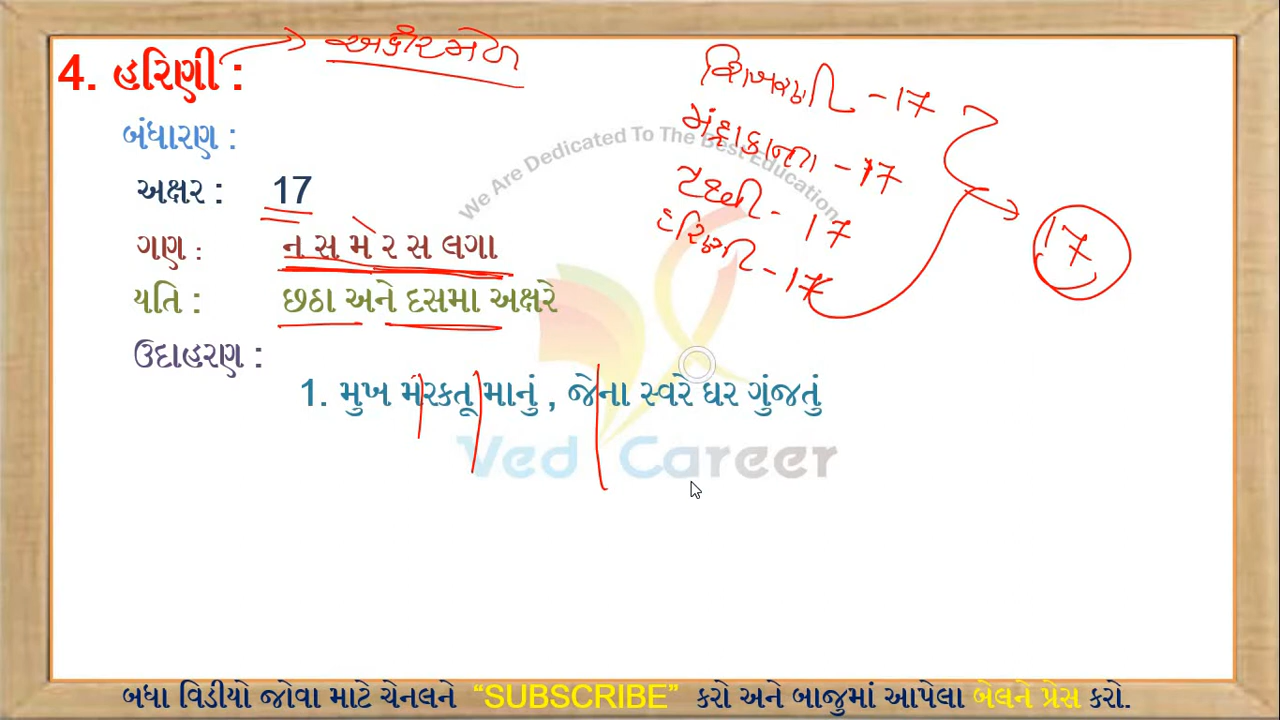 4. હરિણી : અક્ષરમેળ
બંધારણ :
અક્ષર : 17
ગણ : ન સ મ ર સ લગા
યતિ : છઠા અને દસમા અક્ષરે
ઉદાહરણ :
1. મુખ મરકતૂ માનું , જેના સ્વરે ઘર ગુંજતું
શિખરણી - 17
મંદ્રાકાન્તા - 17
પૃથ્વી - 17
હરિણી - 17
17
We Are Dedicated To The Best Education
Ved Career
બધા વિડીયો જોવા માટે ચેનલને “SUBSCRIBE” કરો અને બાજુમાં આપેલા બેલને પ્રેસ કરો.